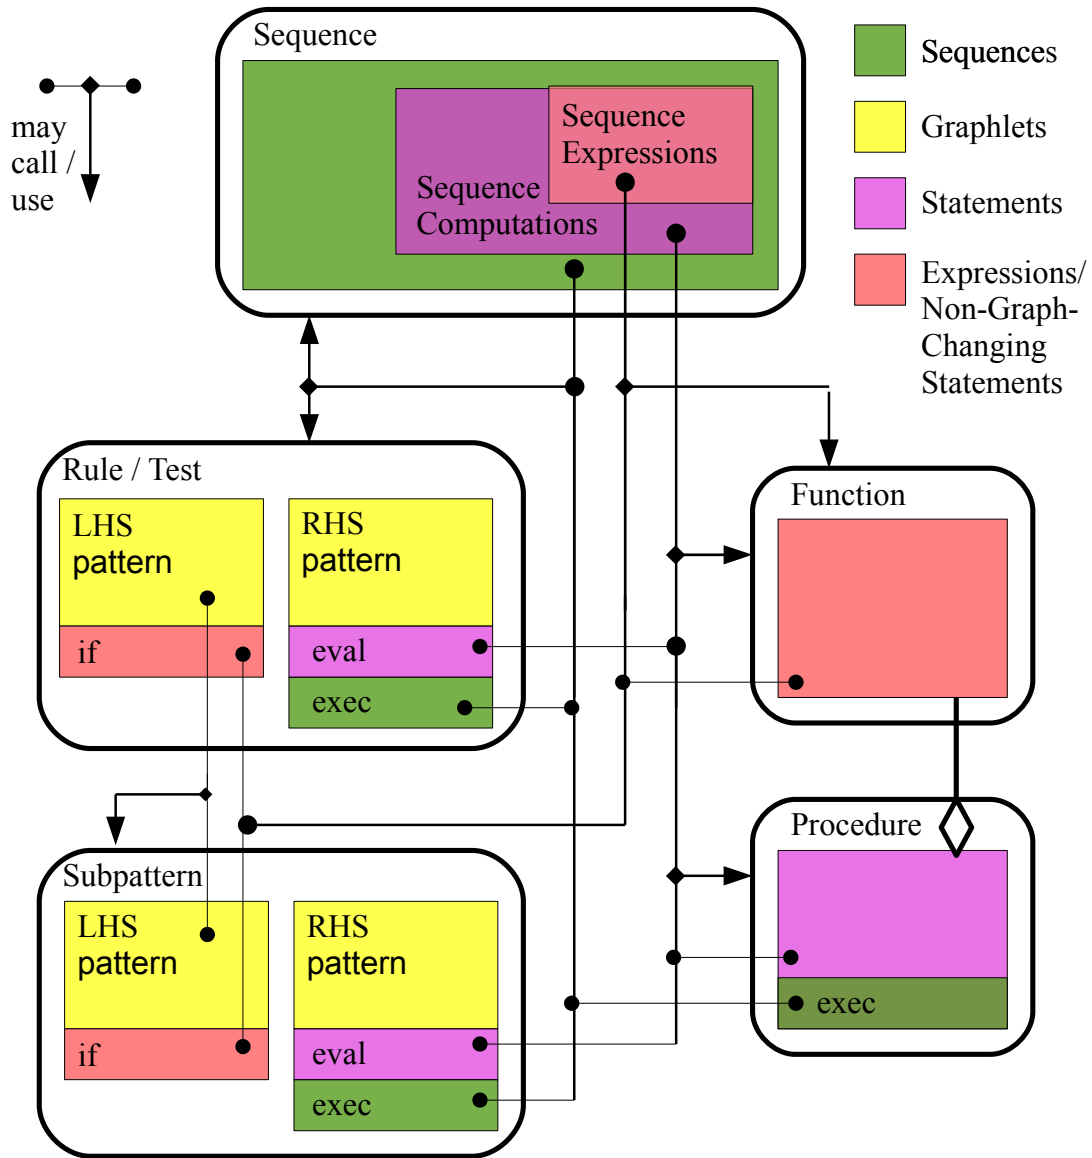 Sequence
Sequences
may
call /
use
Sequence
Expressions
Graphlets
Sequence
Computations
Statements
Expressions/
Non-Graph-
Changing
Statements
Rule / Test
LHS
pattern
if
RHS
pattern
eval
exec
Function
Procedure
exec
Subpattern
LHS
pattern
if
RHS
pattern
eval
exec